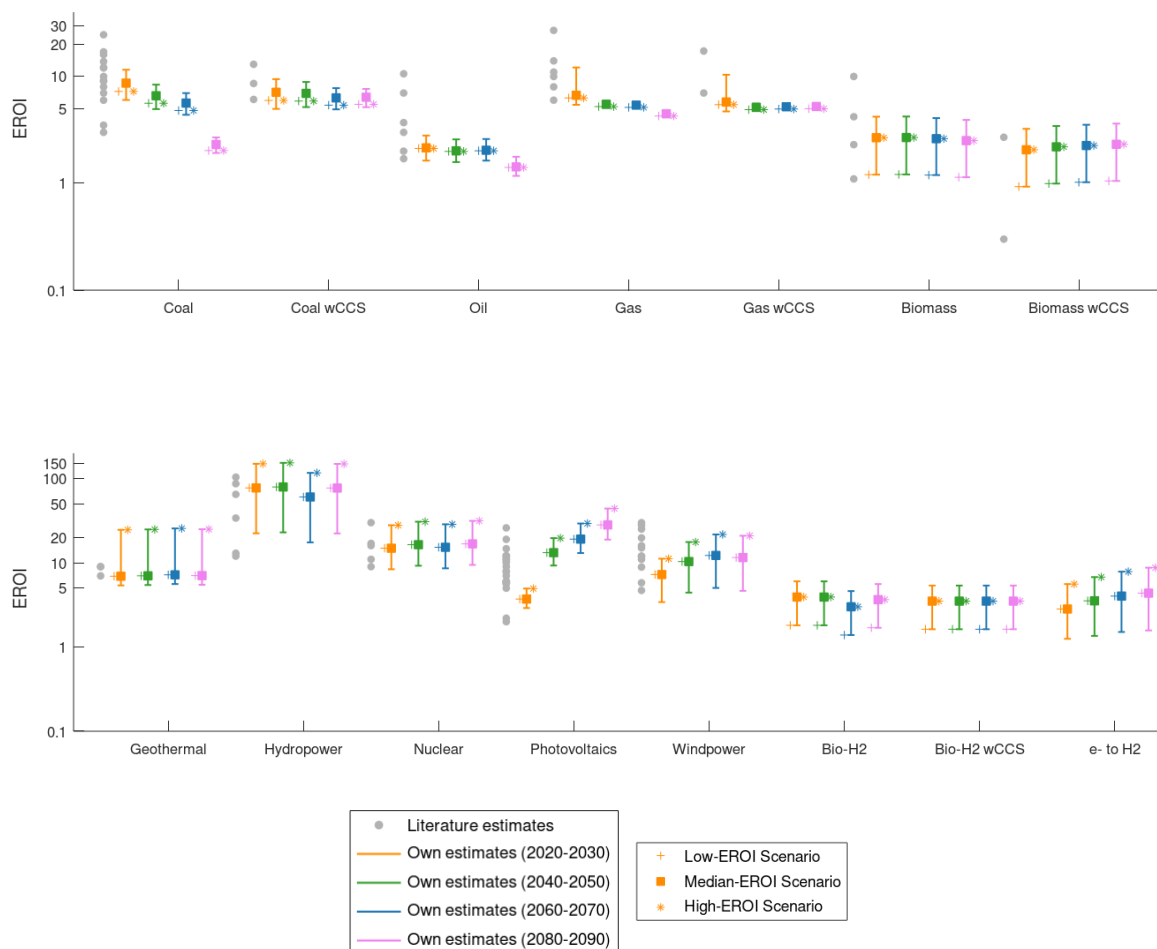 30
20
10
5
1
0.1
EROI
Coal
Coal wCCS
Oil
Gas
Gas wCCS
Biomass
Biomass wCCS
150
100
50
20
10
5
1
0.1
EROI
Geothermal
Hydropower
Nuclear
Photovoltaics
Windpower
Bio-H2
Bio-H2 wCCS
e- to H2
Literature estimates
Own estimates (2020-2030)
Own estimates (2040-2050)
Own estimates (2060-2070)
Own estimates (2080-2090)
Low-EROI Scenario
Median-EROI Scenario
High-EROI Scenario